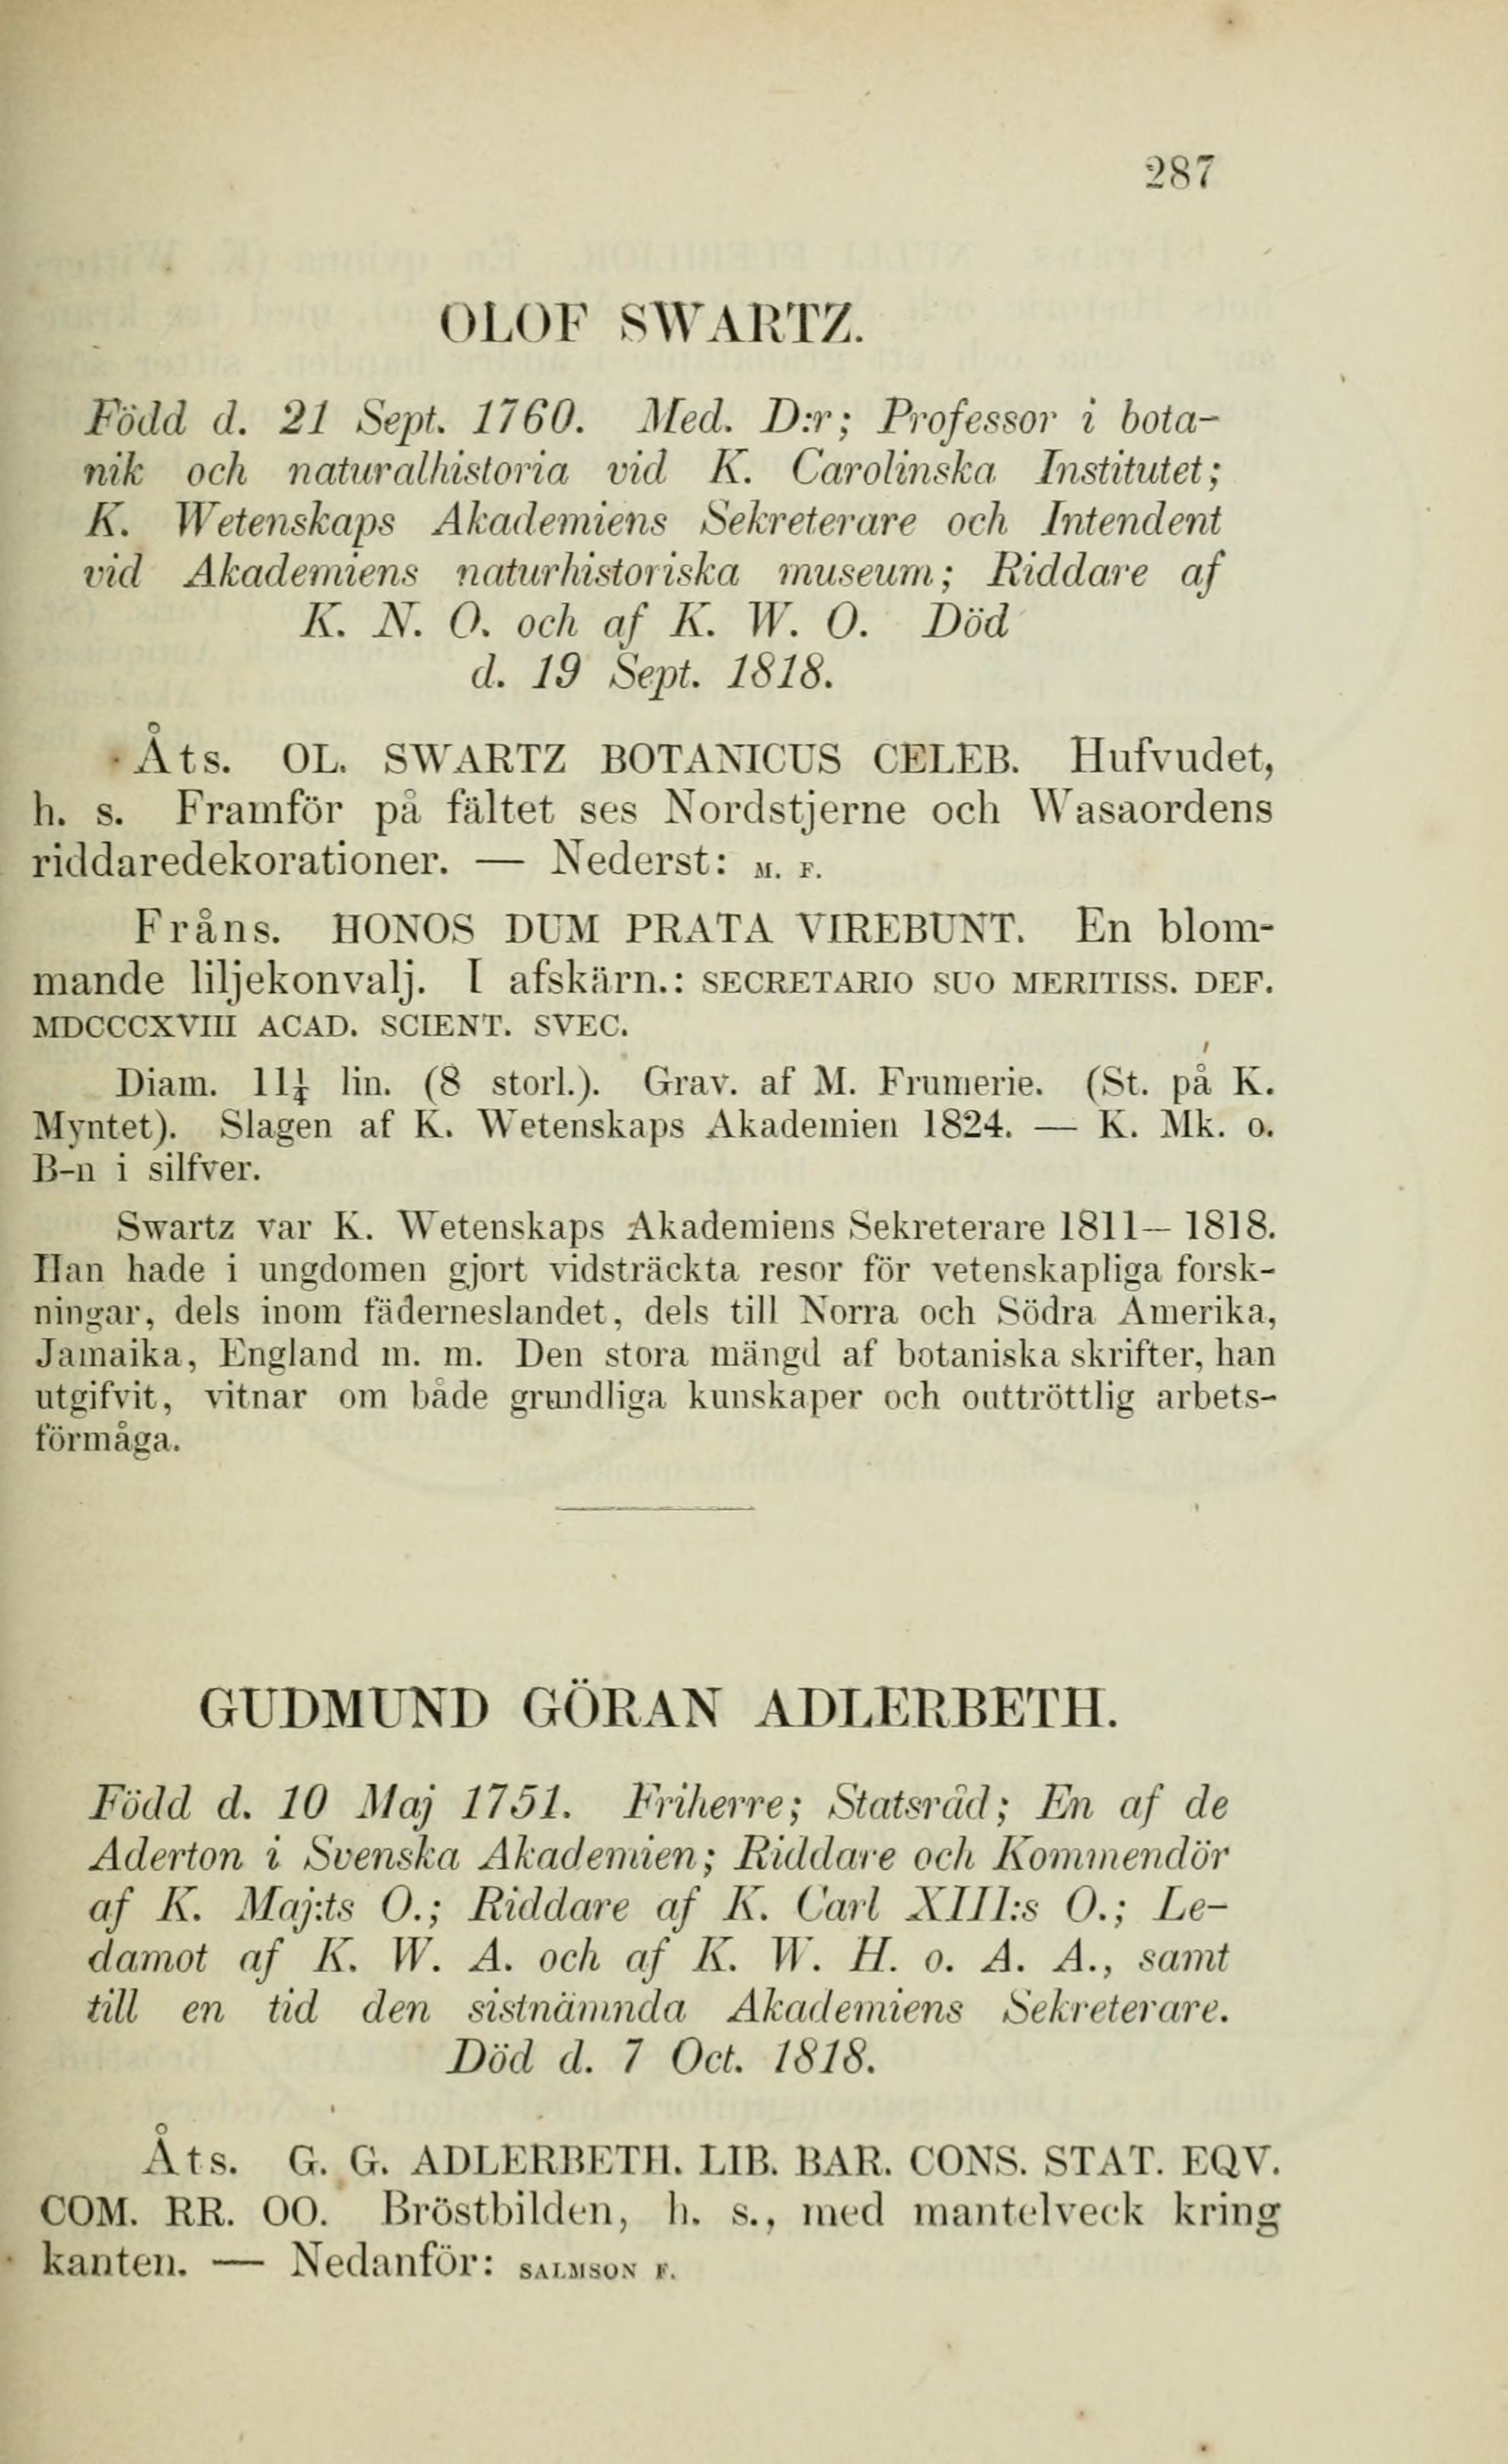 287
OLOF SWARTZ.
Född d. 21 Sept. 1760. Med. D:r; Professor i bota-
nik och naturalhistoria vid K. Carolinska Institutet;
K. Wetenskaps Akademiens Sekreterare och Intendent
vid Akademiens naturhistoriska museum; Riddare af
K. N. O. och af K. W. O. Död
d. 19 Sept. 1818.
Åts. OL. SWARTZ BOTANICUS CELEB. Hufvudet,
h. s. Framför på fältet ses Nordstjerne och Wasaordens
riddaredekorationer. — Nederst: M. F.
Fråns. HONOS DUM PRATA VIREBUNT. En blom-
mande liljekonvalj. I afskärn.: SECRETARIO SUO MERITISS. DEF.
MDCCCXVIII ACAD. SCIENT. SVEC.
Diam. 11¼ lin. (8 storl.). Grav. af M. Frumerie. (St. på K.
Myntet). Slagen af K. Wetenskaps Akademien 1824. — K. Mk. o.
B-n i silfver.
Swartz var K. Wetenskaps Akademiens Sekreterare 1811—1818.
Han hade i ungdomen gjort vidsträckta resor för vetenskapliga forsk-
ningar, dels inom fäderneslandet, dels till Norra och Södra Amerika,
Jamaika, England m. m. Den stora mängd af botaniska skrifter, han
utgifvit, vitnar om både grundliga kunskaper och outtröttlig arbets-
förmåga.
GUDMUND GÖRAN ADLERBETH.
Född d. 10 Maj 1751. Friherre; Statsråd; En af de
Aderton i Svenska Akademien; Riddare och Kommendör
af K. Maj:ts O.; Riddare af K. Carl XIII:s O.; Le-
damot af K. W. A. och af K. W. H. o. A. A., samt
till en tid den sistnämnda Akademiens Sekreterare.
Död d. 7 Oct. 1818.
Åts. G. G. ADLERBETH. LIB. BAR. CONS. STAT. EQV.
COM. RR. OO. Bröstbilden, h. s., med mantelveck kring
kanten. — Nedanför: SALMSON F.